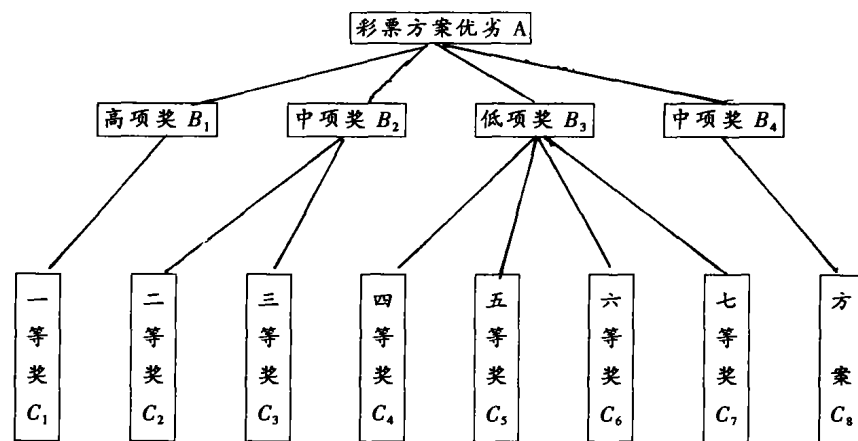 彩票方案优劣 A
高项奖 B₁ 中项奖 B₂ 低项奖 B₃ 中项奖 B₄
一等奖 C₁
二等奖 C₂
三等奖 C₃
四等奖 C₄
五等奖 C₅
六等奖 C₆
七等奖 C₇
方案 C₈